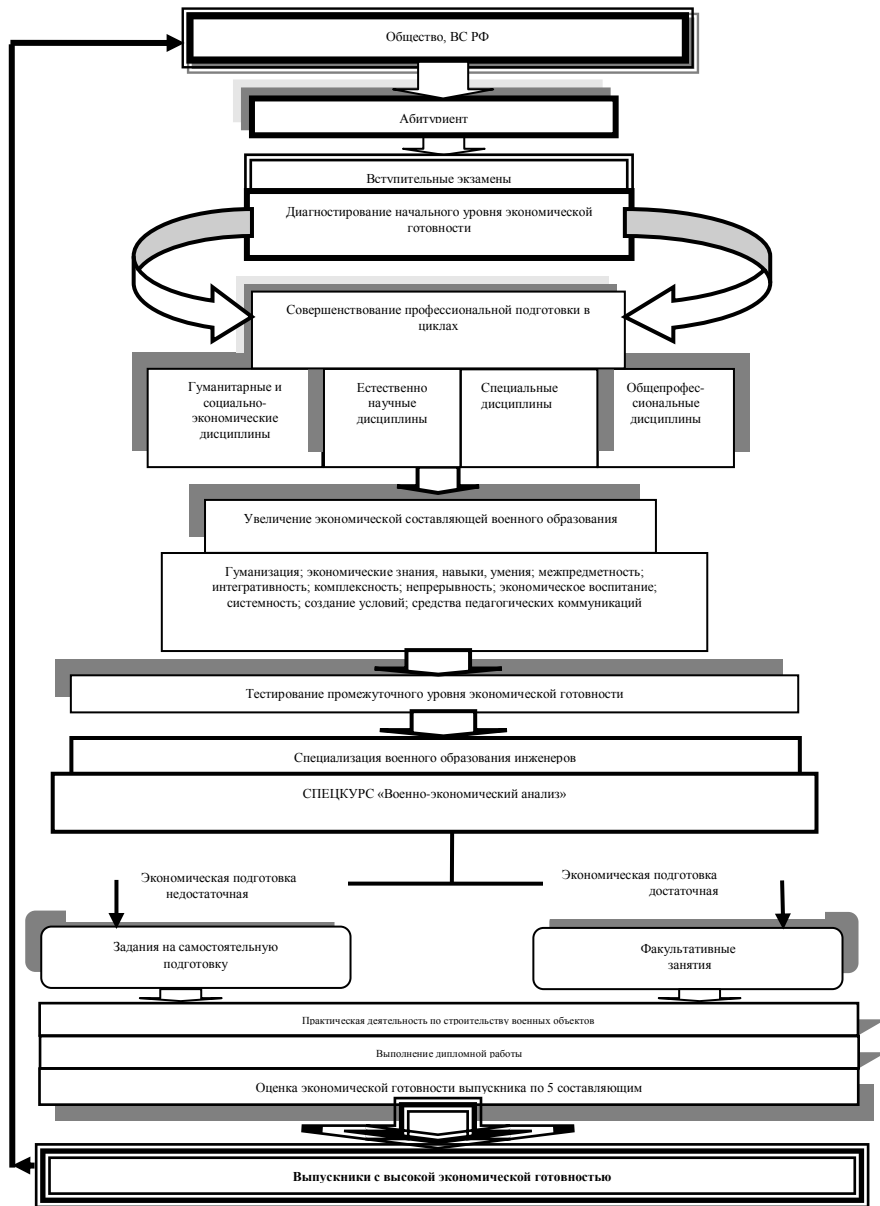 Общество, ВС РФ
Абитуриент
Вступительные экзамены
Диагностирование начального уровня экономической
готовности
Совершенствование профессиональной подготовки в
циклах
Гуманитарные и
социально-
экономические
дисциплины
Естественно
научные
дисциплины
Специальные
дисциплины
Общепрофес-
сиональные
дисциплины
Увеличение экономической составляющей военного образования
Гуманизация; экономические знания, навыки, умения; межпредметность;
интегративность; комплексность; непрерывность; экономическое воспитание;
системность; создание условий; средства педагогических коммуникаций
Тестирование промежуточного уровня экономической готовности
Специализация военного образования инженеров
СПЕЦКУРС «Военно-экономический анализ»
Экономическая подготовка
недостаточная
Экономическая подготовка
достаточная
Задания на самостоятельную
подготовку
Факультативные
занятия
Практическая деятельность по строительству военных объектов
Выполнение дипломной работы
Оценка экономической готовности выпускника по 5 составляющим
Выпускники с высокой экономической готовностью